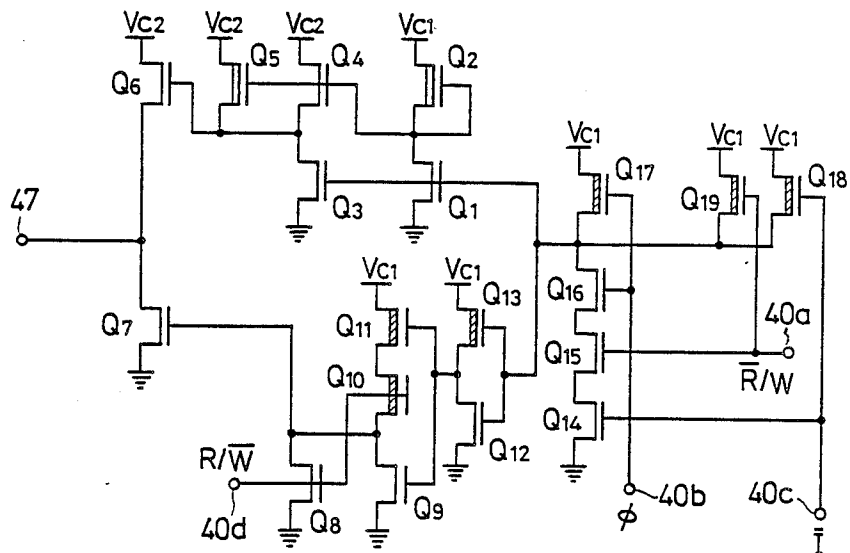 VC2 VC2 VC2 VC1
Q6 Q5 Q4 Q2
VC1 VC1 VC1
Q17 Q19 Q18
47 Q3 Q1
VC1 VC1
Q16
Q7 Q11 Q13 40a
Q15 R̅/W
Q10
Q14
R/W̅ Q12
40d Q8 Q9 40b 40c
ϕ I̅